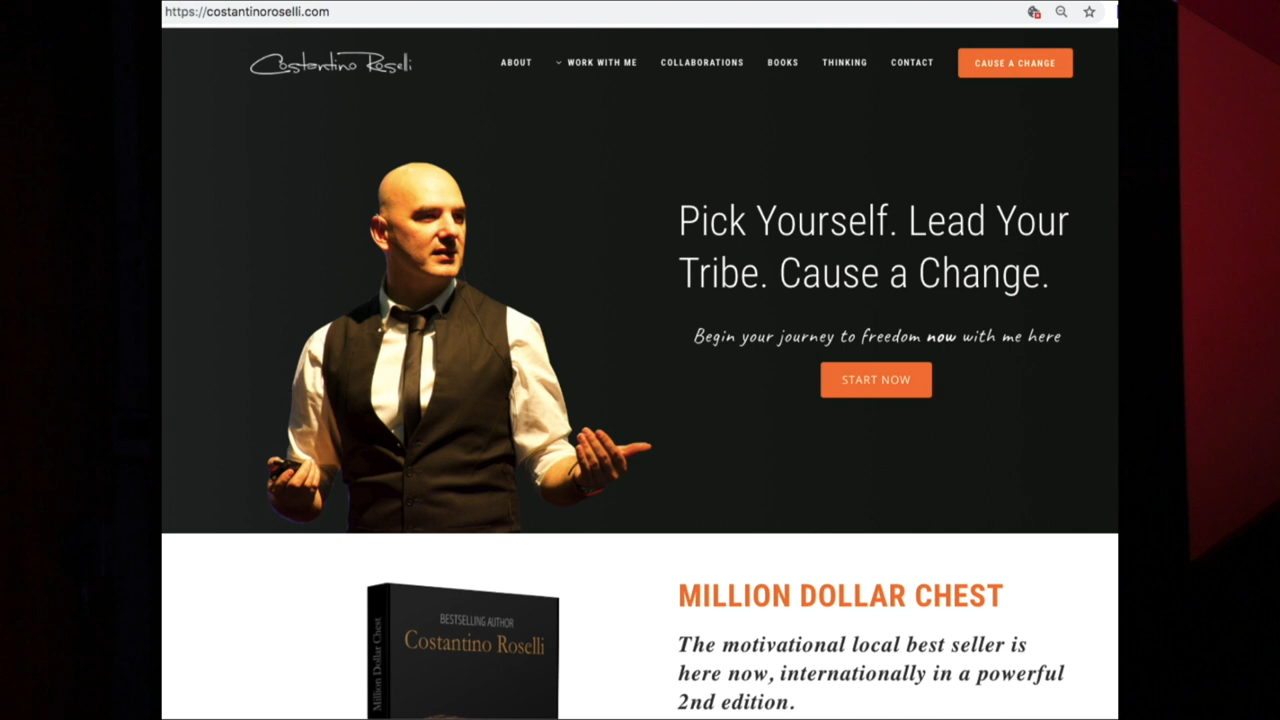 https://costantinoroselli.com
Costantino Roselli
ABOUT
WORK WITH ME
COLLABORATIONS
BOOKS
THINKING
CONTACT
CAUSE A CHANGE
Pick Yourself. Lead Your
Tribe. Cause a Change.
Begin your journey to freedom now with me here
START NOW
BESTSELLING AUTHOR
Costantino Roselli
Million Dollar Chest
MILLION DOLLAR CHEST
The motivational local best seller is
here now, internationally in a powerful
2nd edition.